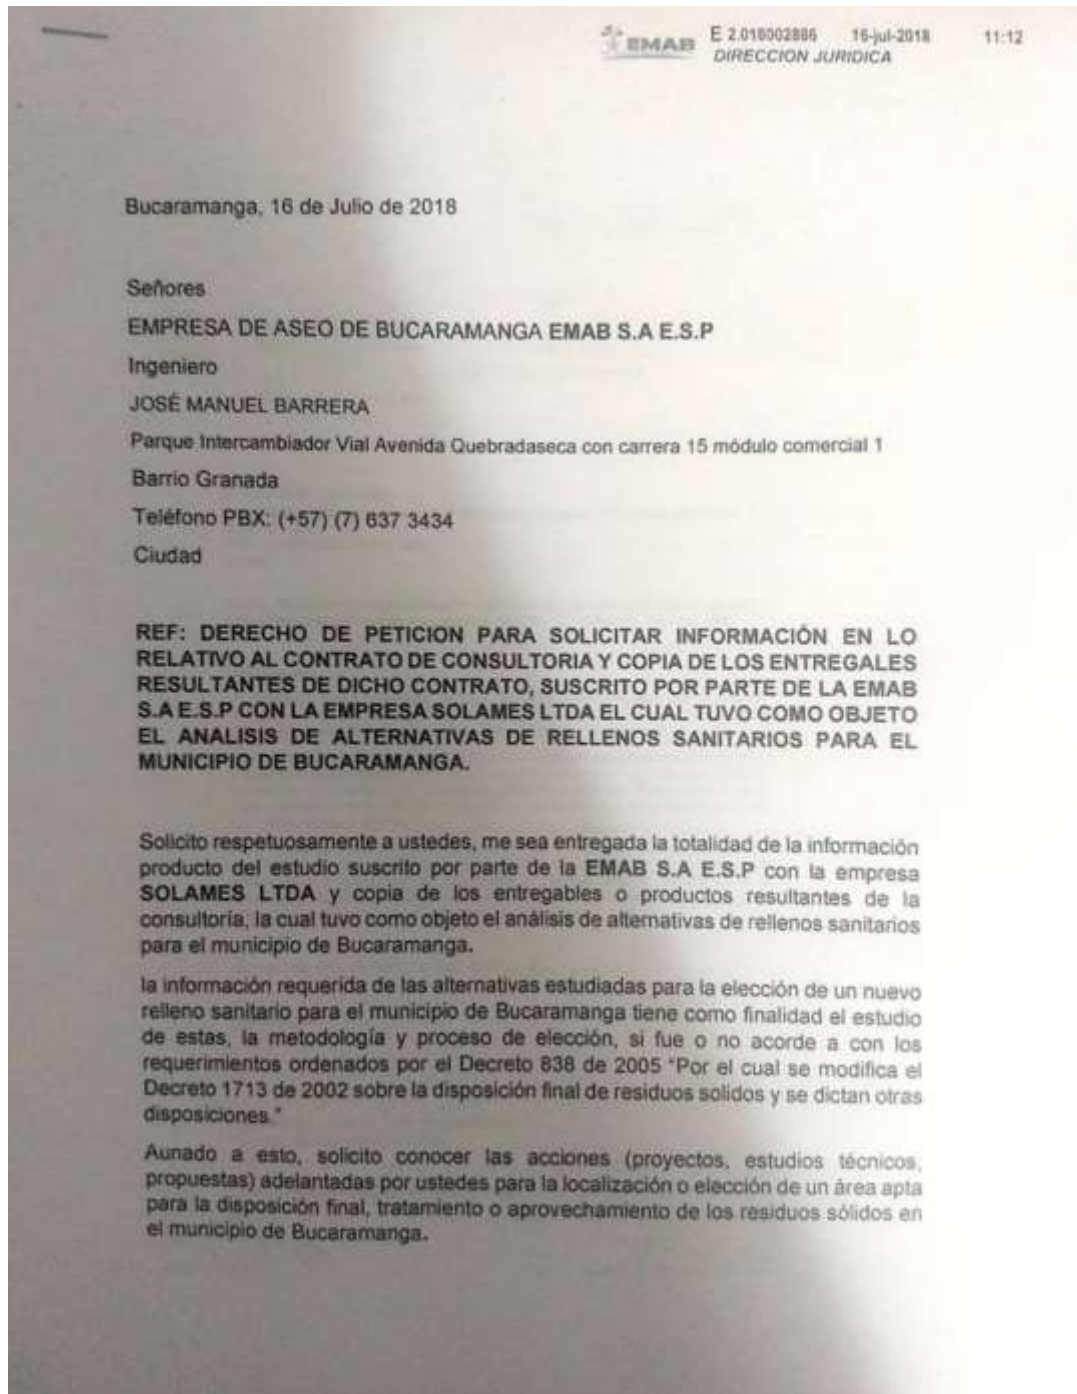 EMAB E 2.018002886 16-jul-2018 11:12
DIRECCION JURIDICA
Bucaramanga, 16 de Julio de 2018
Señores
EMPRESA DE ASEO DE BUCARAMANGA EMAB S.A E.S.P
Ingeniero
JOSÉ MANUEL BARRERA
Parque Intercambiador Vial Avenida Quebradaseca con carrera 15 módulo comercial 1
Barrio Granada
Teléfono PBX: (+57) (7) 637 3434
Ciudad
REF: DERECHO DE PETICION PARA SOLICITAR INFORMACIÓN EN LO
RELATIVO AL CONTRATO DE CONSULTORIA Y COPIA DE LOS ENTREGALES
RESULTANTES DE DICHO CONTRATO, SUSCRITO POR PARTE DE LA EMAB
S.A E.S.P CON LA EMPRESA SOLAMES LTDA EL CUAL TUVO COMO OBJETO
EL ANALISIS DE ALTERNATIVAS DE RELLENOS SANITARIOS PARA EL
MUNICIPIO DE BUCARAMANGA.
Solicito respetuosamente a ustedes, me sea entregada la totalidad de la información
producto del estudio suscrito por parte de la EMAB S.A E.S.P con la empresa
SOLAMES LTDA y copia de los entregables o productos resultantes de la
consultoría, la cual tuvo como objeto el análisis de alternativas de rellenos sanitarios
para el municipio de Bucaramanga.
la información requerida de las alternativas estudiadas para la elección de un nuevo
relleno sanitario para el municipio de Bucaramanga tiene como finalidad el estudio
de estas, la metodología y proceso de elección, si fue o no acorde a con los
requerimientos ordenados por el Decreto 838 de 2005 "Por el cual se modifica el
Decreto 1713 de 2002 sobre la disposición final de residuos solidos y se dictan otras
disposiciones."
Aunado a esto, solicito conocer las acciones (proyectos, estudios técnicos,
propuestas) adelantadas por ustedes para la localización o elección de un área apta
para la disposición final, tratamiento o aprovechamiento de los residuos sólidos en
el municipio de Bucaramanga.